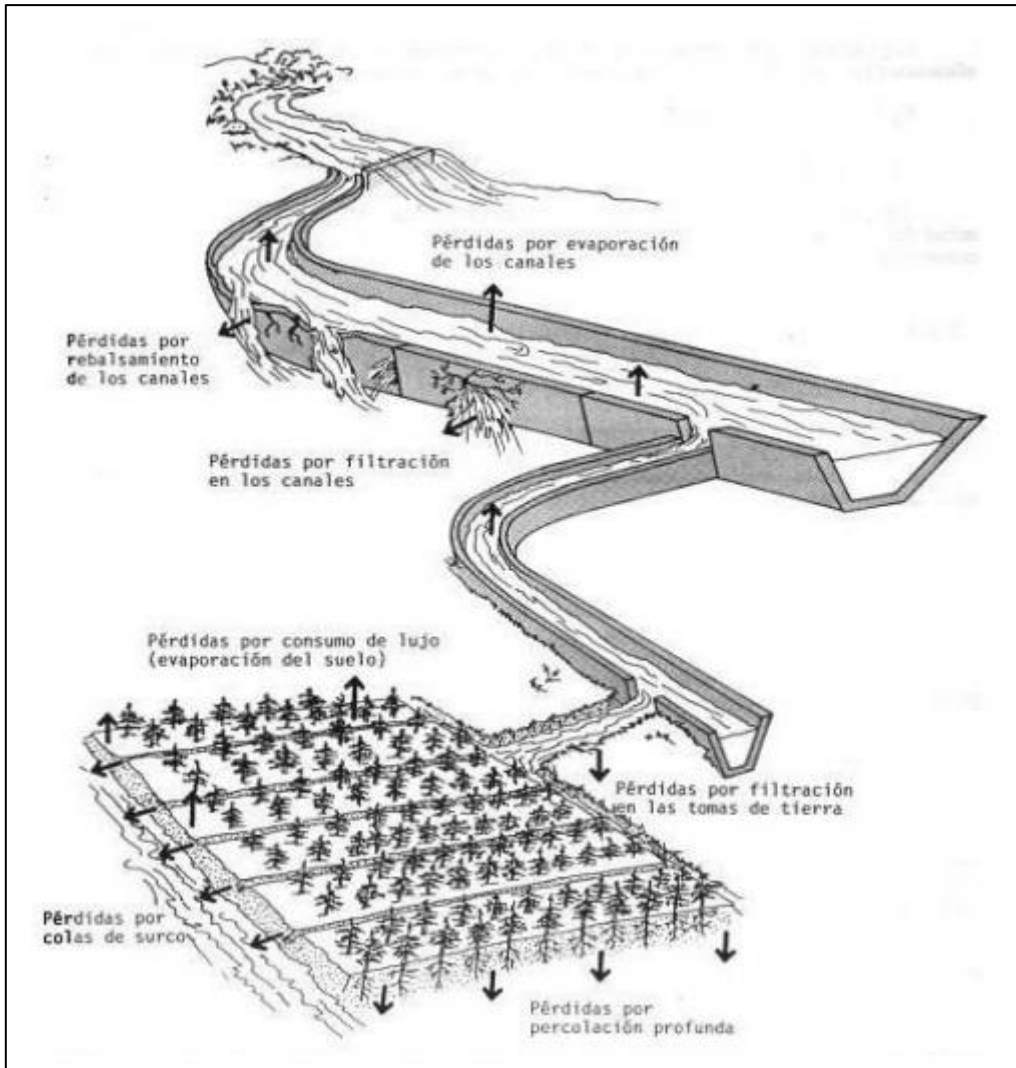 Pérdidas por evaporación
de los canales
Pérdidas por
rebalsamiento
de los canales
Pérdidas por filtración
en los canales
Pérdidas por consumo de lujo
(evaporación del suelo)
Pérdidas por filtración
en las tomas de tierra
Pérdidas por
colas de surco
Pérdidas por
percolación profunda